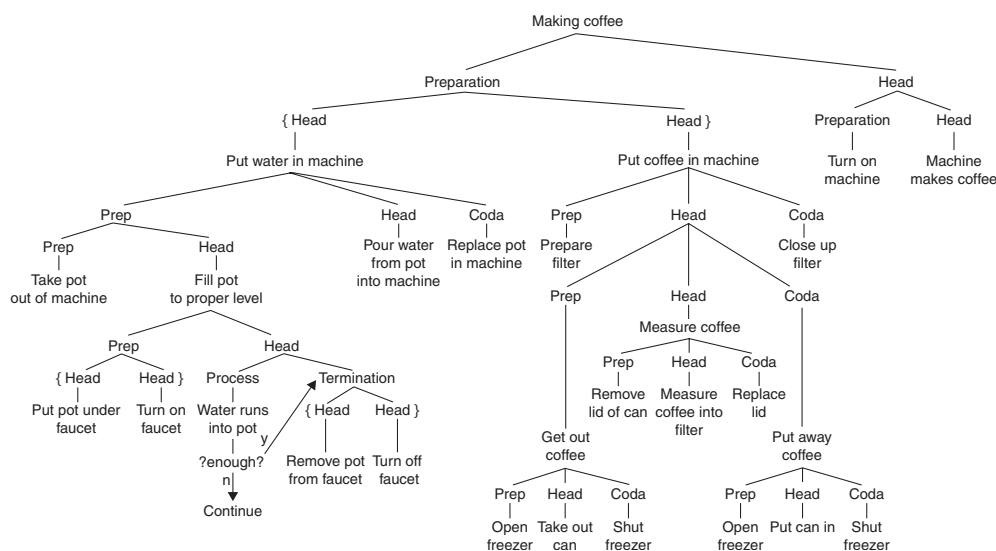 Making coffee
Preparation
Head
{ Head
Head }
Preparation
Head
Put water in machine
Put coffee in machine
Turn on
machine
Machine
makes coffee
Prep
Head
Coda
Prep
Head
Coda
Prep
Head
Pour water
from pot
into machine
Replace pot
in machine
Prepare
filter
Close up
filter
Take pot
out of machine
Fill pot
to proper level
Prep
Head
Coda
Measure coffee
Prep
Head
Prep
Head
Coda
{ Head
Head }
Process
Termination
Remove
lid of can
Measure
coffee into
filter
Replace
lid
Put pot under
faucet
Turn on
faucet
Water runs
into pot
{ Head
Head }
y
?enough?
n
Remove pot
from faucet
Turn off
faucet
Get out
coffee
Put away
coffee
Continue
Prep
Head
Coda
Prep
Head
Coda
Open
freezer
Take out
can
Shut
freezer
Open
freezer
Put can in
Shut
freezer